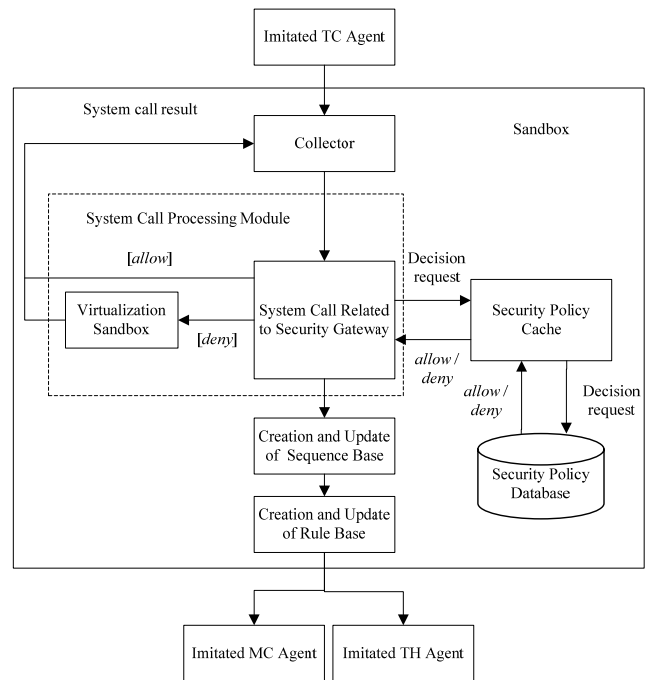 Imitated TC Agent
System call result
Sandbox
Collector
System Call Processing Module
[allow]
Decision
request
Virtualization
Sandbox
[deny]
System Call Related
to Security Gateway
Security Policy
Cache
allow /
deny
allow /
deny
Decision
request
Creation and Update
of Sequence Base
Security Policy
Database
Creation and Update
of Rule Base
Imitated MC Agent
Imitated TH Agent